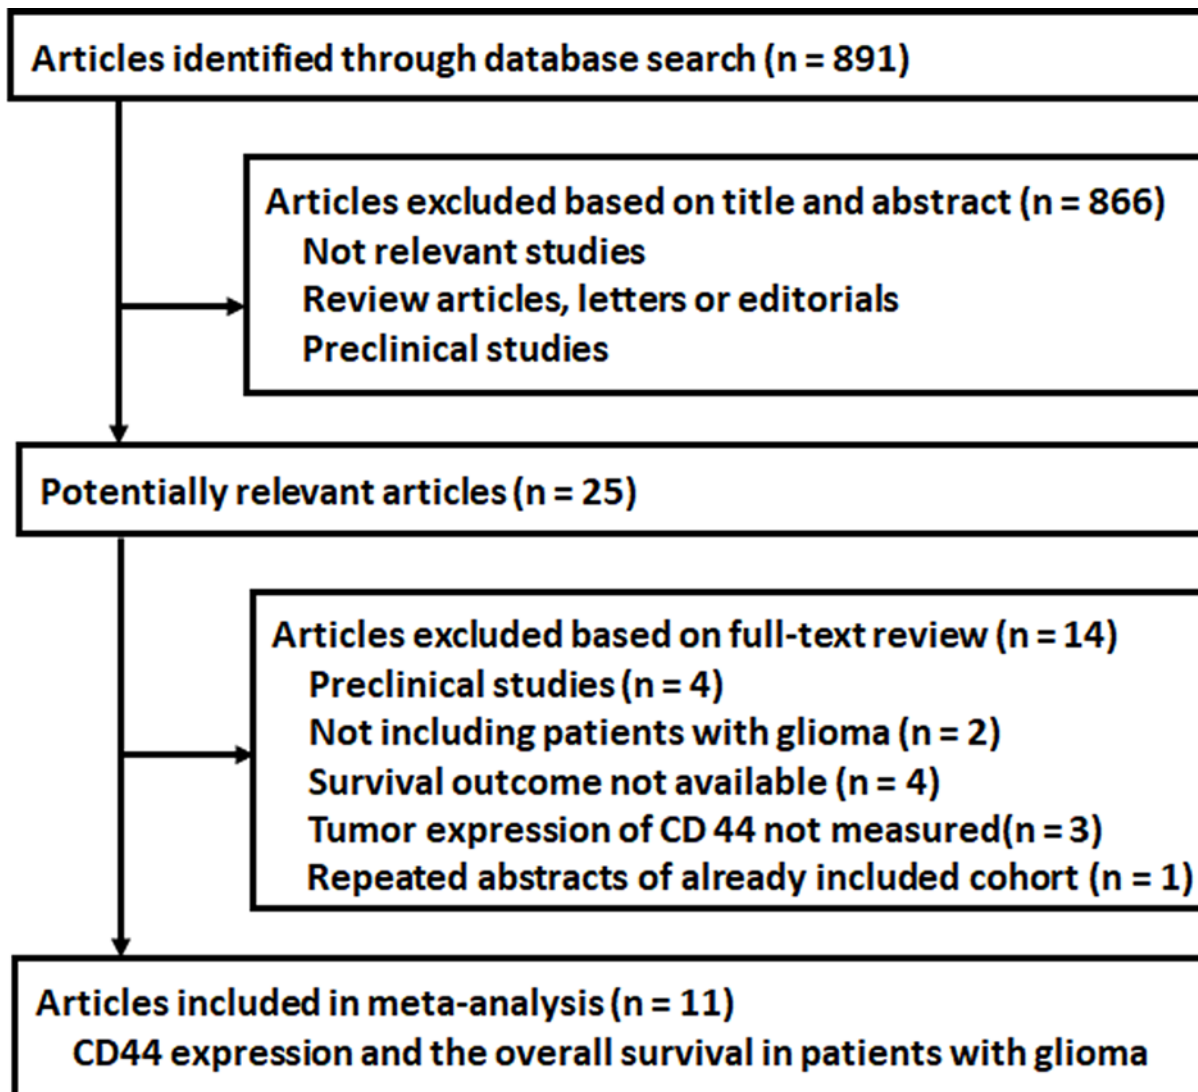 Articles identified through database search (n = 891)
Articles excluded based on title and abstract (n = 866)
Not relevant studies
Review articles, letters or editorials
Preclinical studies
Potentially relevant articles (n = 25)
Articles excluded based on full-text review (n = 14)
Preclinical studies (n = 4)
Not including patients with glioma (n = 2)
Survival outcome not available (n = 4)
Tumor expression of CD 44 not measured(n = 3)
Repeated abstracts of already included cohort (n = 1)
Articles included in meta-analysis (n = 11)
CD44 expression and the overall survival in patients with glioma